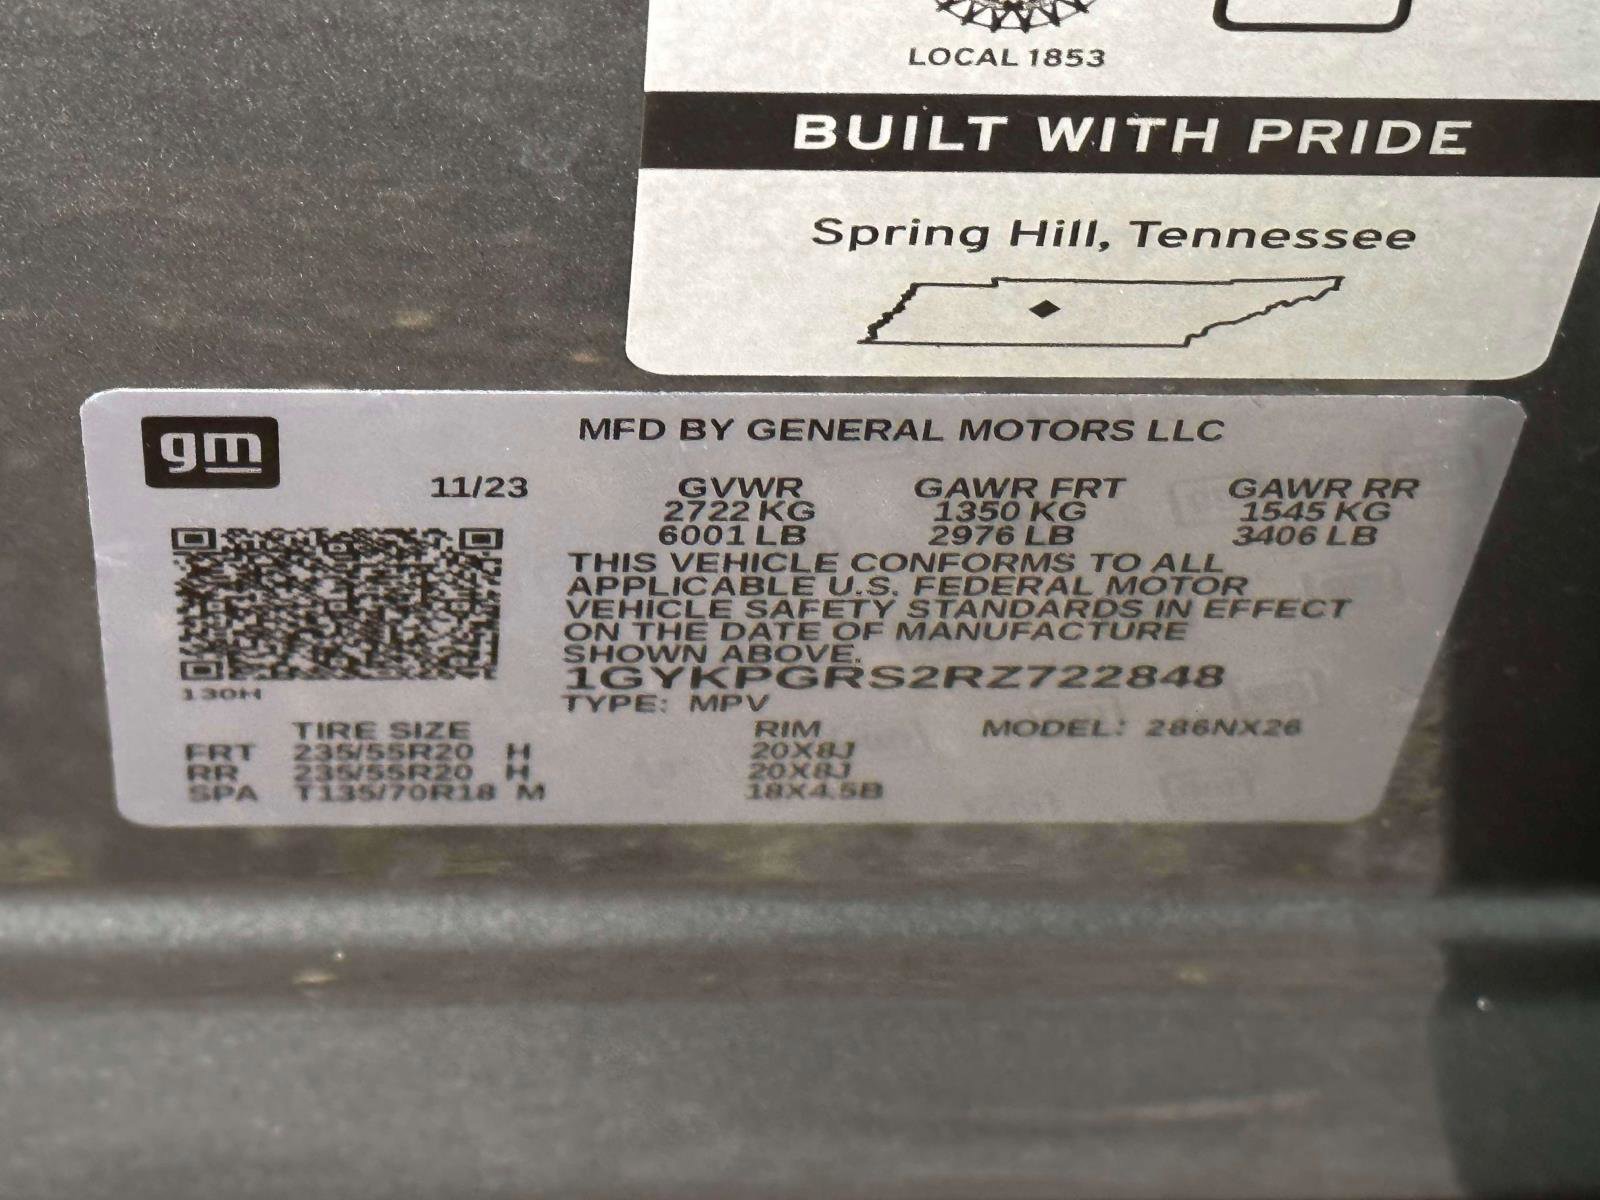 LOCAL 1853
BUILT WITH PRIDE
Spring Hill, Tennessee
gm
MFD BY GENERAL MOTORS LLC
11/23 GVWR GAWR FRT GAWR RR
2722 KG 1350 KG 1545 KG
6001 LB 2976 LB 3406 LB
THIS VEHICLE CONFORMS TO ALL
APPLICABLE U.S. FEDERAL MOTOR
VEHICLE SAFETY STANDARDS IN EFFECT
ON THE DATE OF MANUFACTURE
SHOWN ABOVE.
1GYKPGRS2RZ722848
130H
TYPE: MPV
TIRE SIZE RIM MODEL: 286NX26
FRT 235/55R20 H 20X8J
RR 235/55R20 H 20X8J
SPA T135/70R18 M 18X4.5B